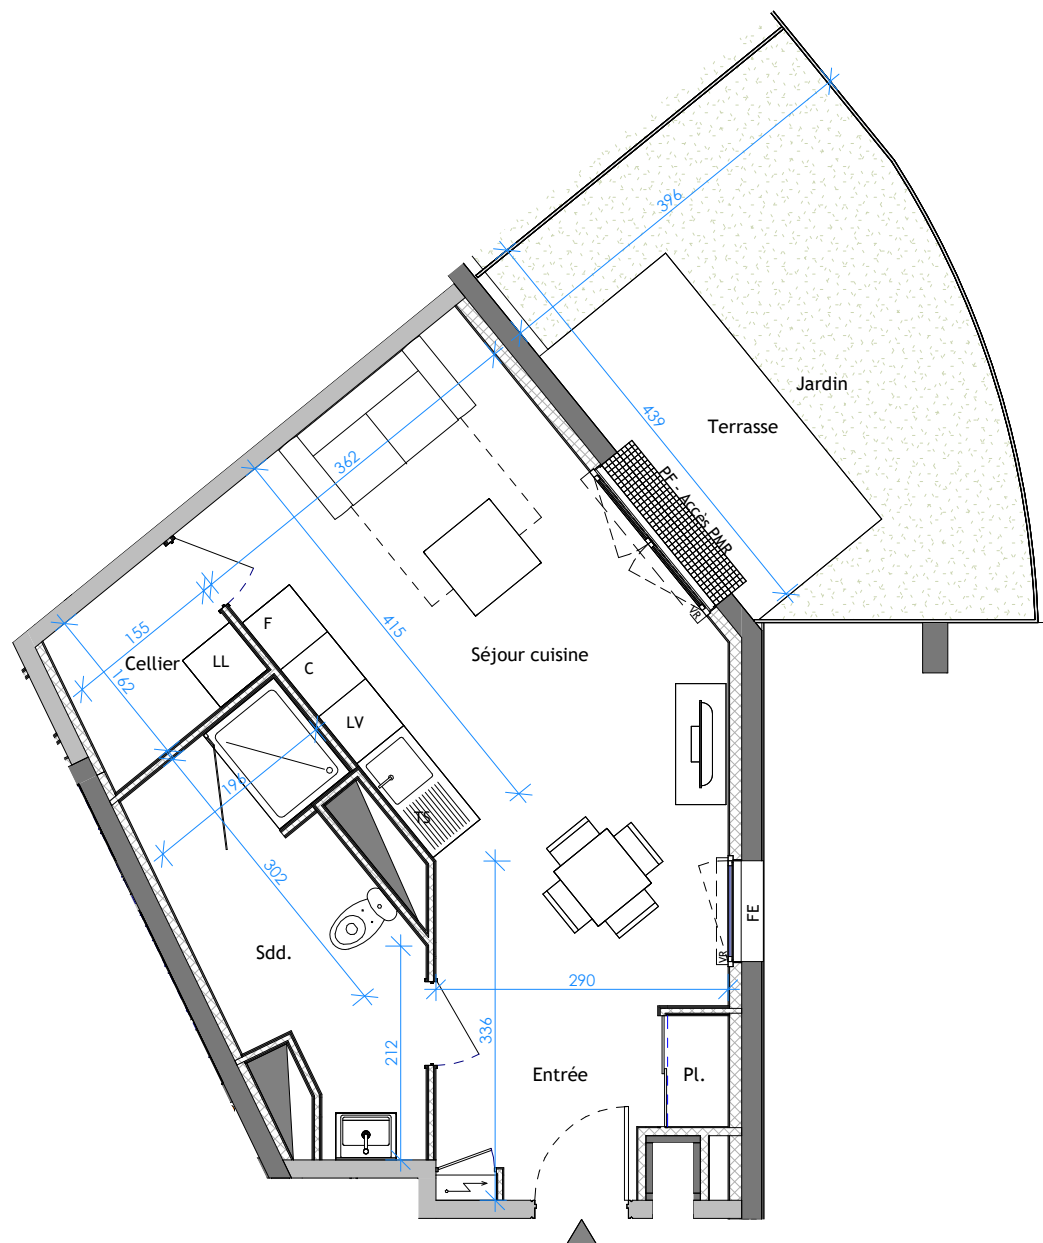 396
Jardin
439
Terrasse
362
PF - Accès PMR
VR
415
155
F
Séjour cuisine
Cellier
LL
C
162
LV
196
TS
302
FE
Sdd.
VR
290
336
212
Entrée
Pl.